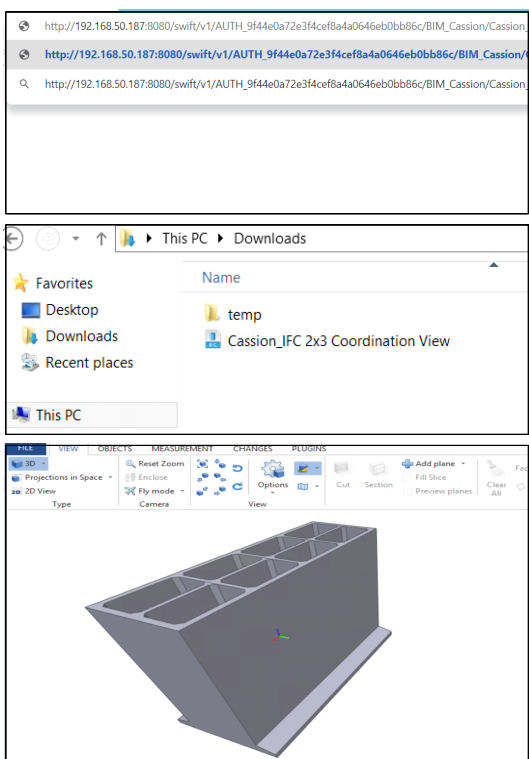 http://192.168.50.187:8080/swift/v1/AUTH_9f44e0a72e3f4cef8a4a0646eb0bb86c/BIM_Cassion/Cassion_
http://192.168.50.187:8080/swift/v1/AUTH_9f44e0a72e3f4cef8a4a0646eb0bb86c/BIM_Cassion/
http://192.168.50.187:8080/swift/v1/AUTH_9f44e0a72e3f4cef8a4a0646eb0bb86c/BIM_Cassion/Cassion_
This PC Downloads
Favorites
Desktop
Downloads
Recent places
This PC
Name
temp
Cassion_IFC 2x3 Coordination View
FILE VIEW OBJECTS MEASUREMENT CHANGES PLUGINS
3D
Projections in Space
2D 2D View
Type
Reset Zoom
Enclose
Fly mode
Camera
Options
View
Cut
Section
Add plane
Fill Slice
Preview planes
Clear
All